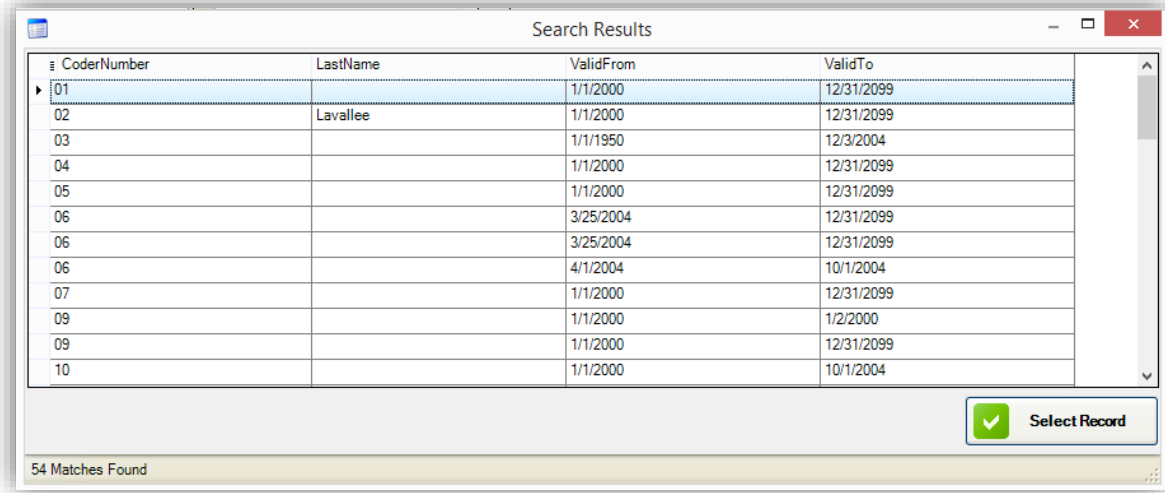 Search Results
CoderNumber LastName ValidFrom ValidTo
01 1/1/2000 12/31/2099
02 Lavallee 1/1/2000 12/31/2099
03 1/1/1950 12/3/2004
04 1/1/2000 12/31/2099
05 1/1/2000 12/31/2099
06 3/25/2004 12/31/2099
06 3/25/2004 12/31/2099
06 4/1/2004 10/1/2004
07 1/1/2000 12/31/2099
09 1/1/2000 1/2/2000
09 1/1/2000 12/31/2099
10 1/1/2000 10/1/2004
Select Record
54 Matches Found